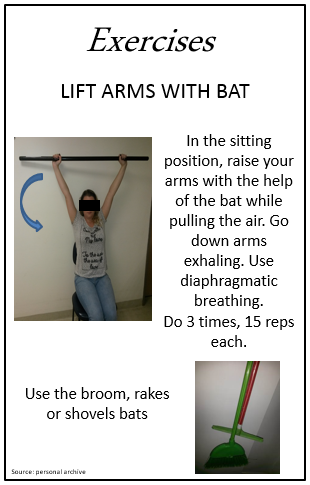 Exercises
LIFT ARMS WITH BAT
In the sitting
position, raise your
arms with the help
of the bat while
pulling the air. Go
down arms
exhaling. Use
diaphragmatic
breathing.
Do 3 times, 15 reps
each.
Use the broom, rakes
or shovels bats
Source: personal archive